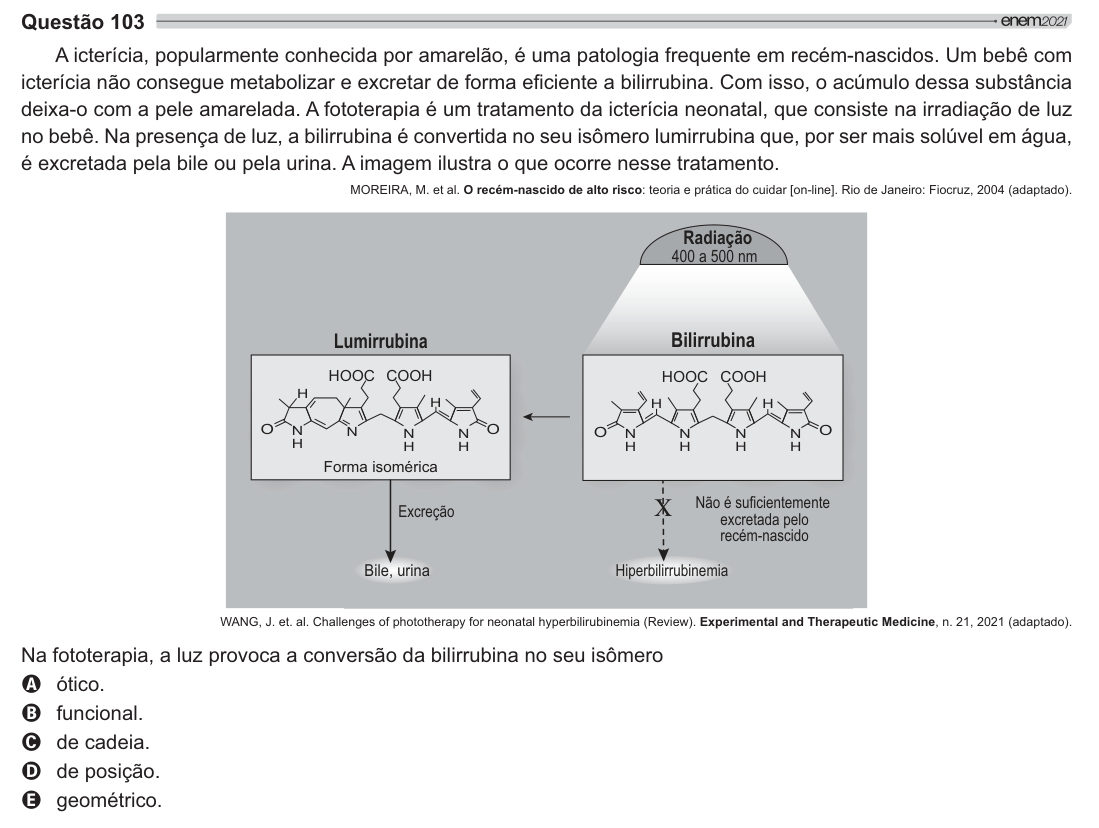 Questão 103
enem2021
A icterícia, popularmente conhecida por amarelão, é uma patologia frequente em recém-nascidos. Um bebê com
icterícia não consegue metabolizar e excretar de forma eficiente a bilirrubina. Com isso, o acúmulo dessa substância
deixa-o com a pele amarelada. A fototerapia é um tratamento da icterícia neonatal, que consiste na irradiação de luz
no bebê. Na presença de luz, a bilirrubina é convertida no seu isômero lumirrubina que, por ser mais solúvel em água,
é excretada pela bile ou pela urina. A imagem ilustra o que ocorre nesse tratamento.
MOREIRA, M. et al. O recém-nascido de alto risco: teoria e prática do cuidar [on-line]. Rio de Janeiro: Fiocruz, 2004 (adaptado).
Radiação
400 a 500 nm
Lumirrubina
Bilirrubina
HOOC COOH
H
H
O
N
H
N
N
H
N
H
O
Forma isomérica
HOOC COOH
H
H
O
N
H
N
H
N
H
N
H
O
Excreção
X
Não é suficientemente
excretada pelo
recém-nascido
Bile, urina
Hiperbilirrubinemia
WANG, J. et. al. Challenges of phototherapy for neonatal hyperbilirubinemia (Review). Experimental and Therapeutic Medicine, n. 21, 2021 (adaptado).
Na fototerapia, a luz provoca a conversão da bilirrubina no seu isômero
A ótico.
B funcional.
C de cadeia.
D de posição.
E geométrico.